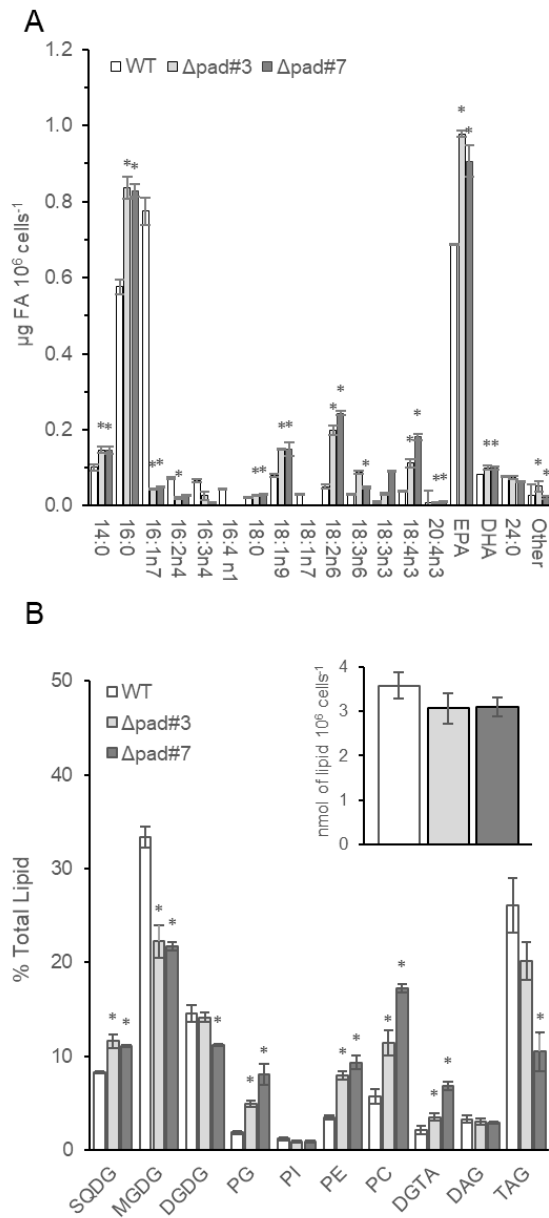 A
1.2
WT Δpad#3 Δpad#7
1.0
0.8
0.6
0.4
0.2
0.0
µg FA 10⁶ cells⁻¹
* * * * * * * * * * * * * * * * * * * * * * * *
14:0
16:0
16:1n7
16:2n4
16:3n4
16:4 n1
18:0
18:1n9
18:1n7
18:2n6
18:3n6
18:3n3
18:4n3
20:4n3
EPA
DHA
24:0
Other
B
50
WT
Δpad#3
Δpad#7
40
30
20
10
0
% Total Lipid
4
3
2
1
0
nmol of lipid 10⁶ cells⁻¹
* * * * * * * * * * * * * *
SQDG
MGDG
DGDG
PG
PI
PE
PC
DGTA
DAG
TAG